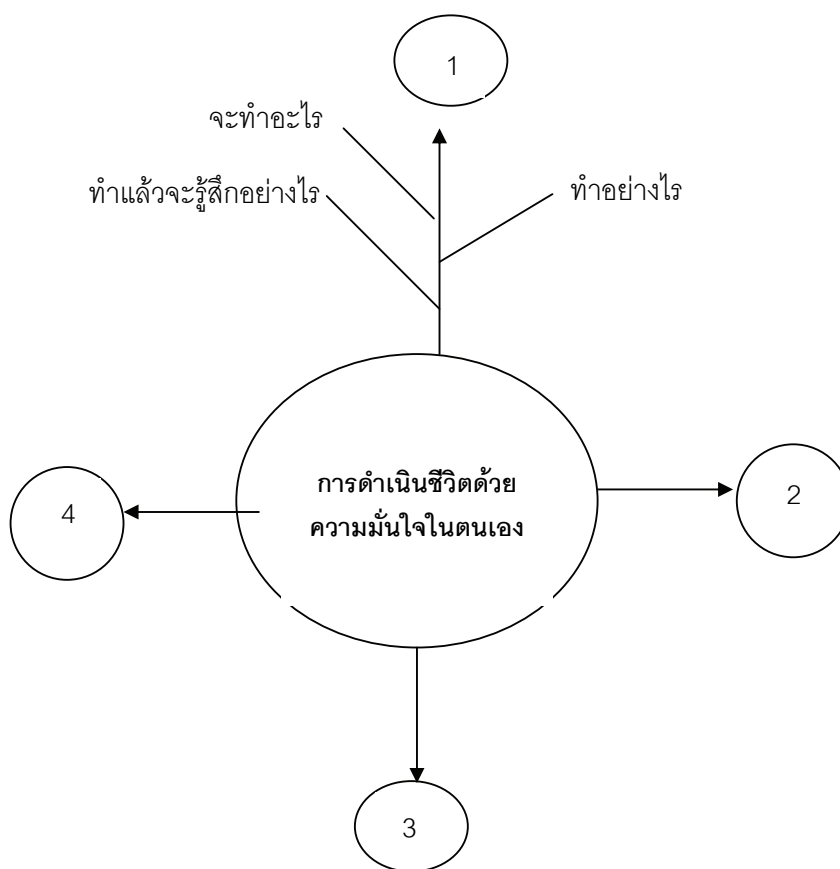 1
จะทำอะไร
ทำแล้วจะรู้สึกอย่างไร
ทำอย่างไร
การดำเนินชีวิตด้วย
ความมั่นใจในตนเอง
2
4
3